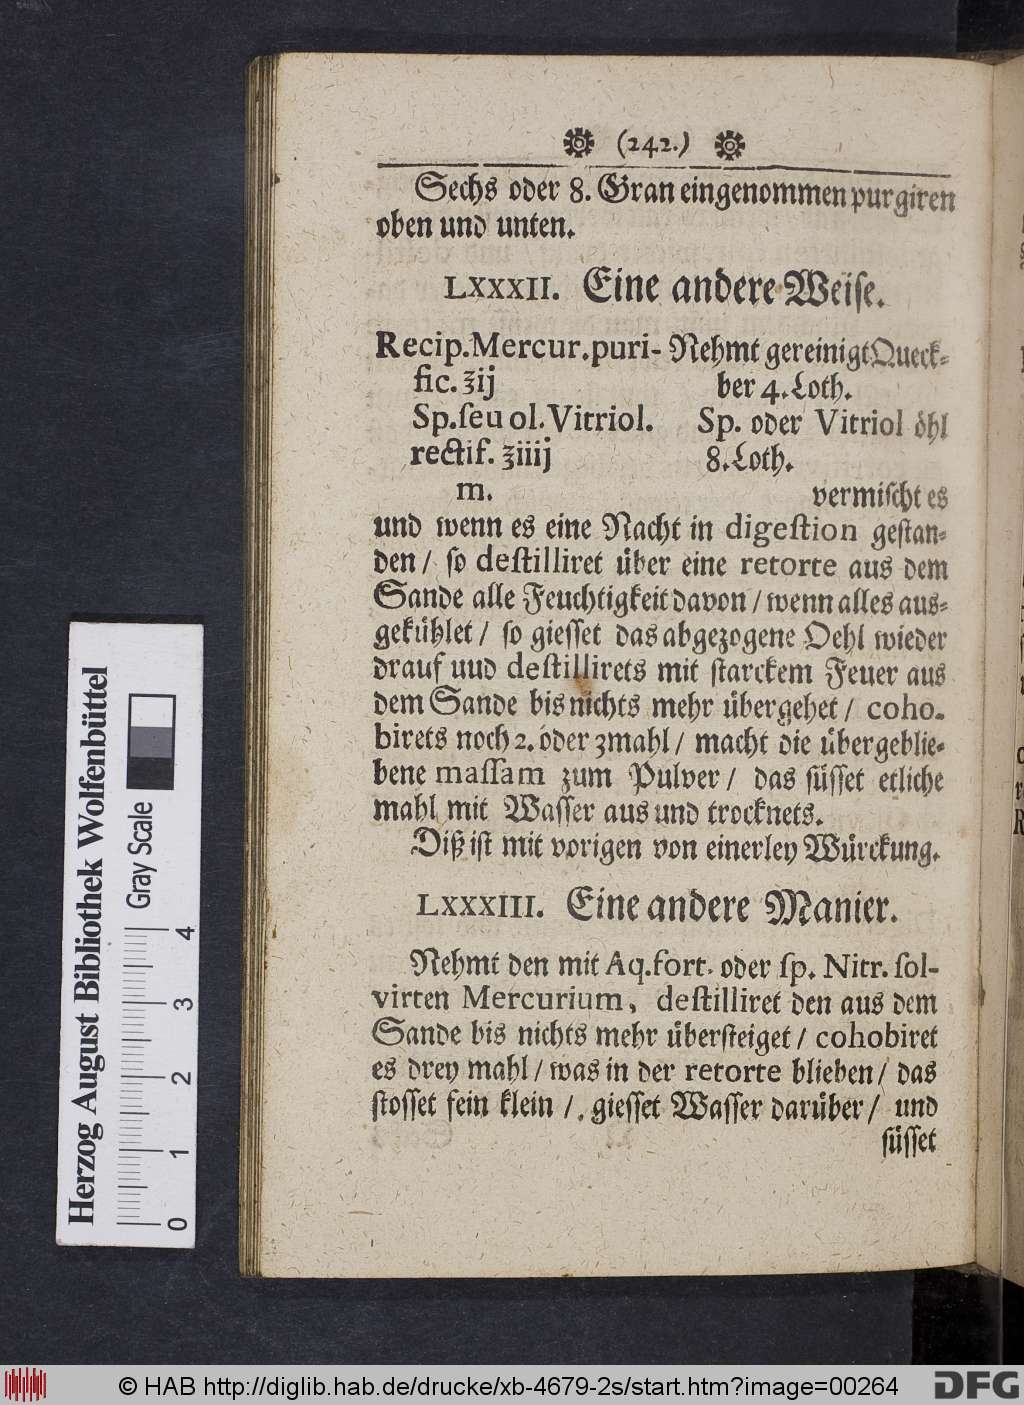 (242.)
Sechs oder 8. Gran eingenommen purgiren
oben und unten.
LXXXII. Eine andere Weise.
Recip. Mercur. puri- Nehmt gereinigt Queck-
fic. ʒij ber 4. Loth.
Sp. ſeu ol. Vitriol. Sp. oder Vitriol öhl
rectif. ʒiiij 8. Loth.
m. vermiſcht es
und wenn es eine Nacht in digeſtion geſtan-
den / ſo deſtilliret über eine retorte aus dem
Sande alle Feuchtigkeit davon / wenn alles aus-
gekühlet / ſo gieſſet das abgezogene Oehl wieder
drauf uud deſtillirets mit ſtarckem Feuer aus
dem Sande bis nichts mehr übergehet / coho-
birets noch 2. oder 3mahl / macht die übergeblie-
bene maſſam zum Pulver / das ſüſſet etliche
mahl mit Waſſer aus und trocknets.
Diß iſt mit vorigen von einerley Würckung.
LXXXIII. Eine andere Manier.
Nehmt den mit Aq. fort. oder ſp. Nitr. ſol-
virten Mercurium, deſtilliret den aus dem
Sande bis nichts mehr überſteiget / cohobiret
es drey mahl / was in der retorte blieben / das
ſtoſſet fein klein /. gieſſet Waſſer darüber / und
ſüſſet
Herzog August Bibliothek Wolfenbüttel
Gray Scale
0 1 2 3 4
© HAB http://diglib.hab.de/drucke/xb-4679-2s/start.htm?image=00264
DFG